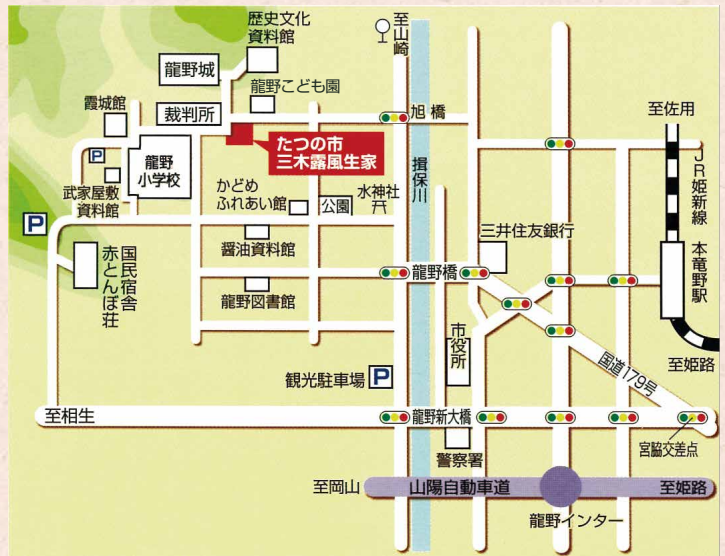 歴史文化
資料館
至山崎
龍野城
龍野こども園
霞城館
裁判所
旭橋
至佐用
P
龍野
小学校
たつの市
三木露風生家
揖保川
JR姫新線
武家屋敷
資料館
かどめ
ふれあい館
公園
水神社
P
三井住友銀行
本竜野駅
国民宿舎
赤とんぼ荘
醤油資料館
龍野橋
龍野図書館
市役所
至姫路
国道179号
観光駐車場
P
至相生
龍野新大橋
宮脇交差点
警察署
至岡山
山陽自動車道
至姫路
龍野インター